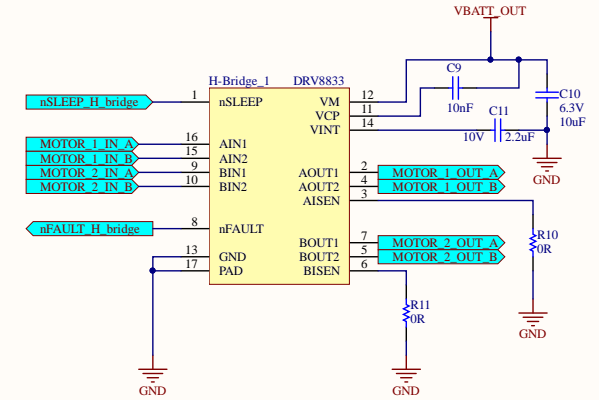 VBATT_OUT
H-Bridge_1 DRV8833
C9
10nF
C10
6.3V
10uF
C11
10V 2.2uF
GND
nSLEEP_H_bridge 1 nSLEEP
VM 12
VCP 11
VINT 14
MOTOR_1_IN_A 16 AIN1
MOTOR_1_IN_B 15 AIN2
MOTOR_2_IN_A 9 BIN1
MOTOR_2_IN_B 10 BIN2
AOUT1 2 MOTOR_1_OUT_A
AOUT2 4 MOTOR_1_OUT_B
AISEN 3
nFAULT_H_bridge 8 nFAULT
BOUT1 7 MOTOR_2_OUT_A
BOUT2 5 MOTOR_2_OUT_B
BISEN 6
13 GND
17 PAD
R10
0R
R11
0R
GND
GND
GND